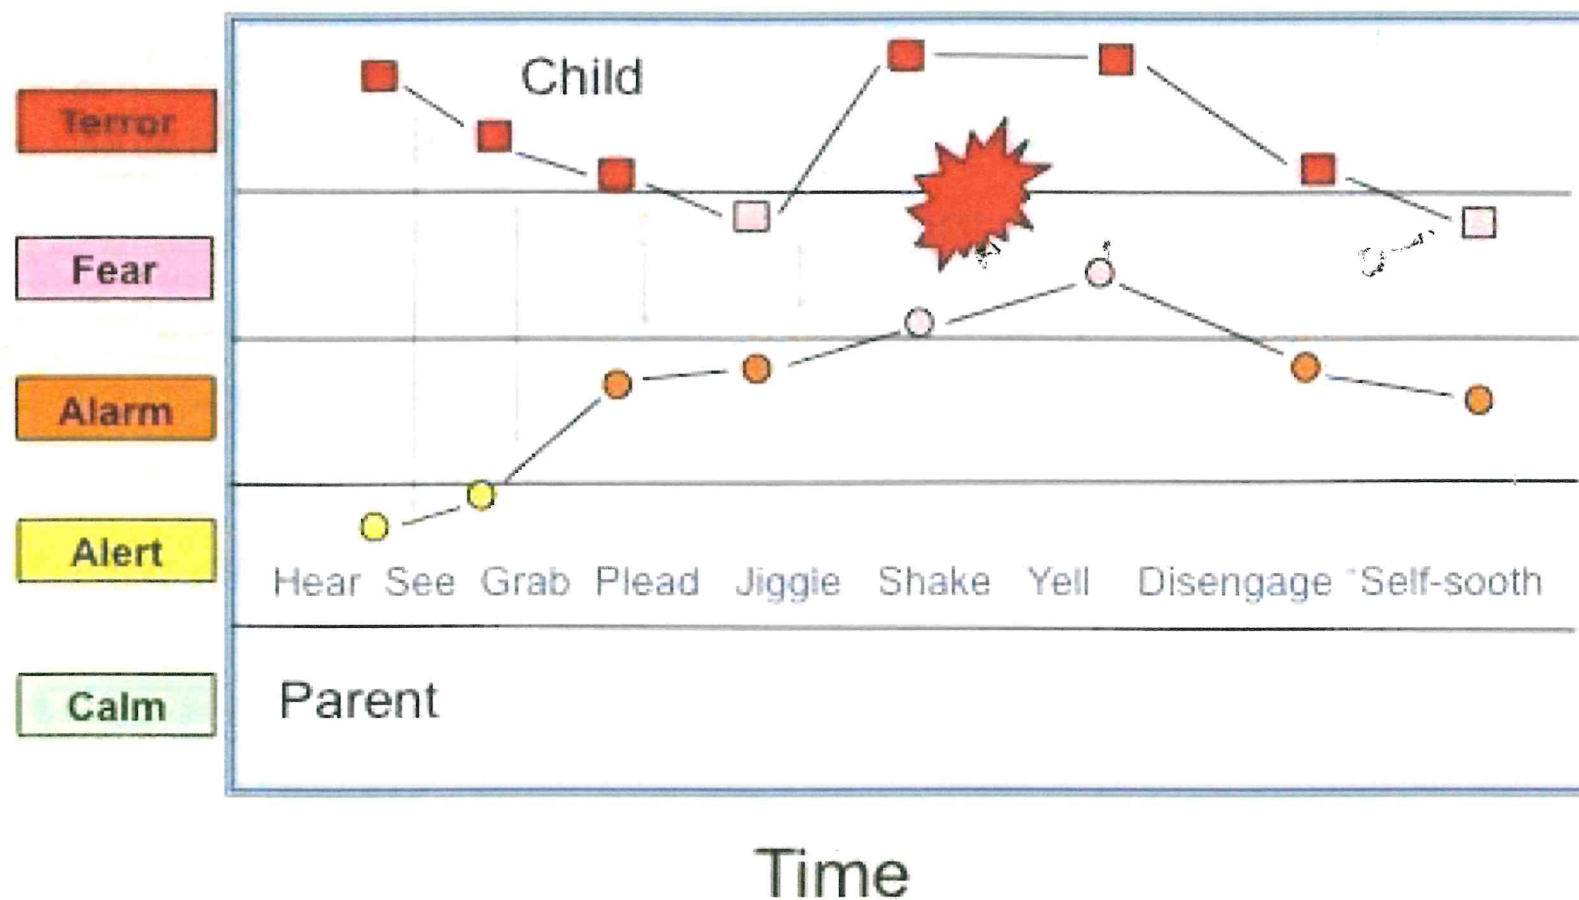 Child
Terror
Fear
Alarm
Alert
Hear See Grab Plead Jiggle Shake Yell Disengage Self-sooth
Calm
Parent
Time